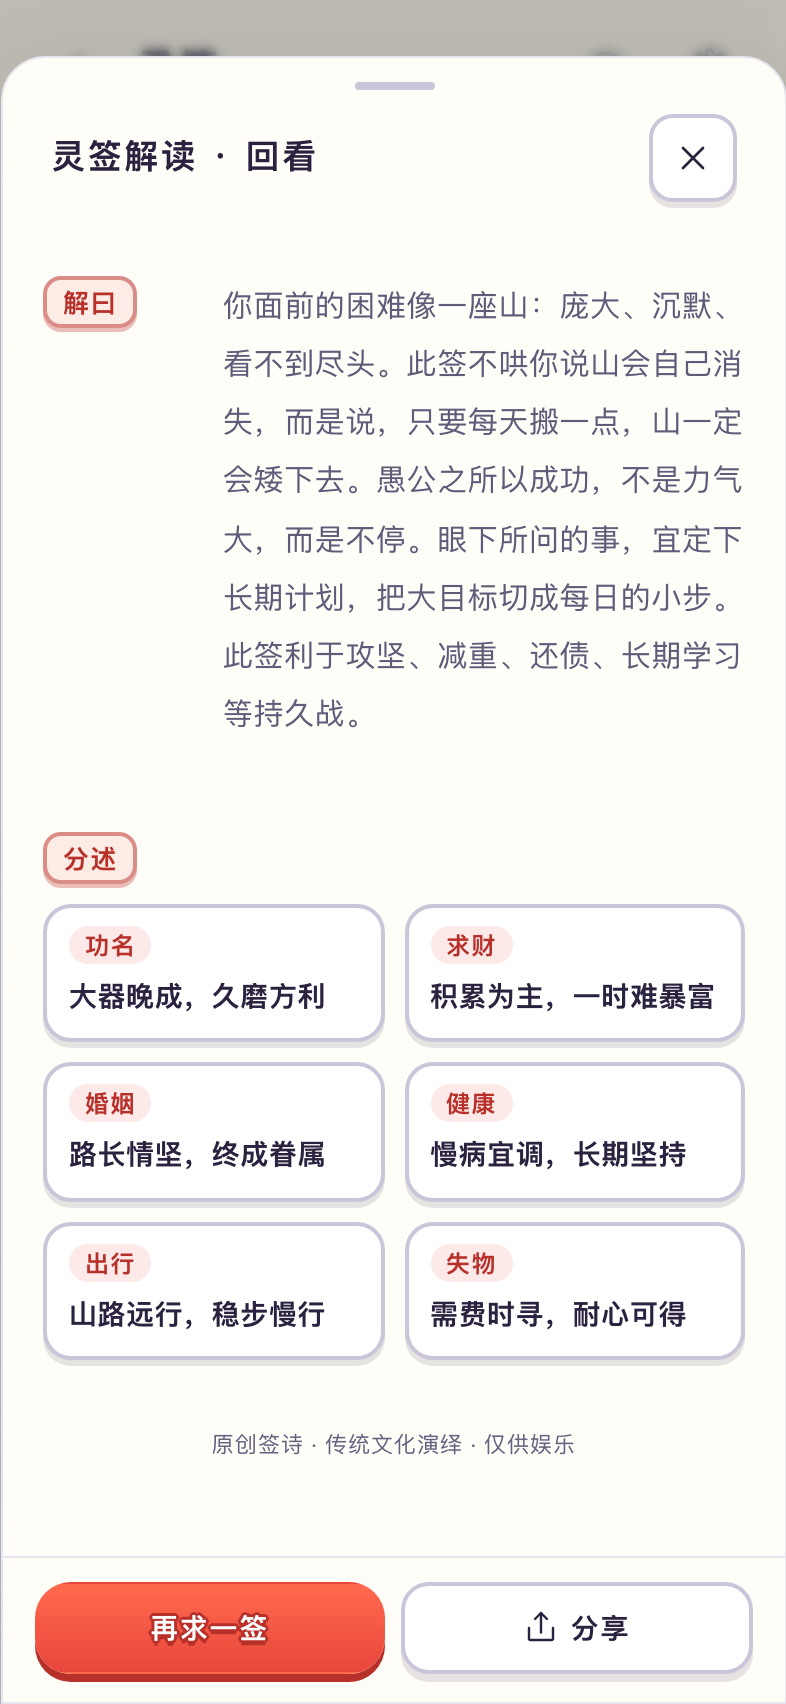 灵签解读 · 回看
解曰
你面前的困难像一座山：庞大、沉默、
看不到尽头。此签不哄你说山会自己消
失，而是说，只要每天搬一点，山一定
会矮下去。愚公之所以成功，不是力气
大，而是不停。眼下所问的事，宜定下
长期计划，把大目标切成每日的小步。
此签利于攻坚、减重、还债、长期学习
等持久战。
分述
功名
大器晚成，久磨方利
求财
积累为主，一时难暴富
婚姻
路长情坚，终成眷属
健康
慢病宜调，长期坚持
出行
山路远行，稳步慢行
失物
需费时寻，耐心可得
原创签诗 · 传统文化演绎 · 仅供娱乐
再求一签
分享